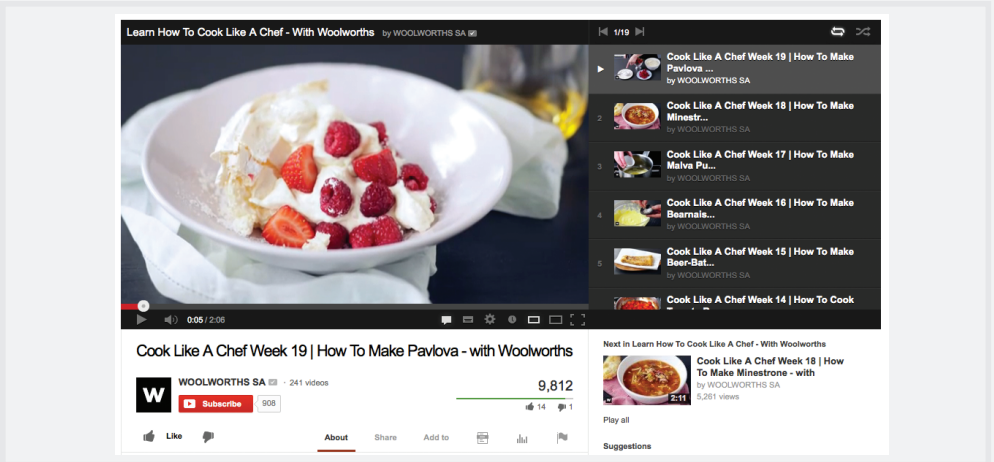 Learn How To Cook Like A Chef - With Woolworths by WOOLWORTHS SA
1/19
Cook Like A Chef Week 19 | How To Make
Pavlova ...
by WOOLWORTHS SA
2
Cook Like A Chef Week 18 | How To Make
Minestr...
by WOOLWORTHS SA
3
Cook Like A Chef Week 17 | How To Make
Malva Pu...
by WOOLWORTHS SA
4
Cook Like A Chef Week 16 | How To Make
Bearnais...
by WOOLWORTHS SA
5
Cook Like A Chef Week 15 | How To Make
Beer-Bat...
by WOOLWORTHS SA
Cook Like A Chef Week 14 | How To Cook
0:05 / 2:06
Cook Like A Chef Week 19 | How To Make Pavlova - with Woolworths
W
WOOLWORTHS SA · 241 videos
Subscribe 908
9,812
14 1
Like
About Share Add to
Next in Learn How To Cook Like A Chef - With Woolworths
Cook Like A Chef Week 18 | How
To Make Minestrone - with
by WOOLWORTHS SA
5,261 views
2:11
Play all
Suggestions